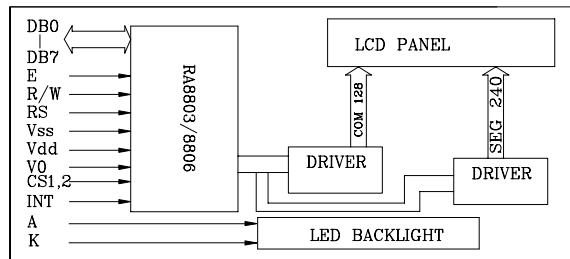 DB0
DB7
E
R/W
RS
Vss
Vdd
V0
CS1,2
INT
A
K
RA8803/8806
LCD PANEL
COM 128
SEG 240
DRIVER
DRIVER
LED BACKLIGHT